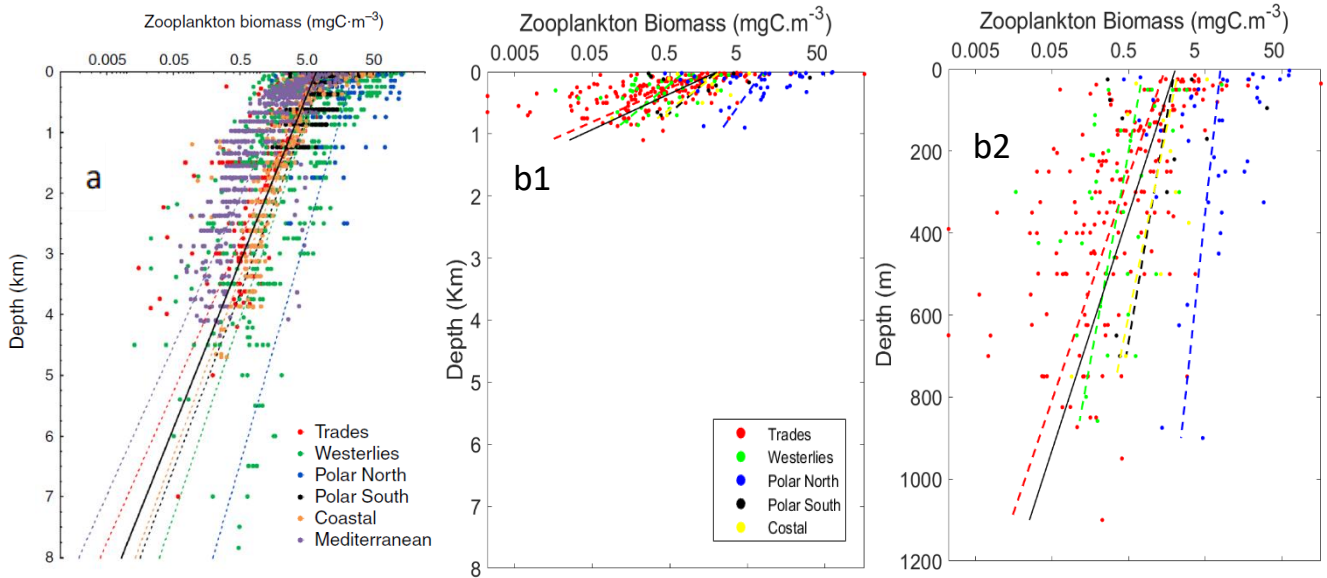 Zooplankton biomass (mgC·m⁻³)
0.005 0.05 0.5 5.0 50
0
1
2
3
4
5
6
7
8
Depth (km)
a
Trades
Westerlies
Polar North
Polar South
Coastal
Mediterranean
Zooplankton Biomass (mgC.m⁻³)
0.005 0.05 0.5 5 50
0
1
2
3
4
5
6
7
8
Depth (Km)
b1
Trades
Westerlies
Polar North
Polar South
Costal
Zooplankton Biomass (mgC.m⁻³)
0.005 0.05 0.5 5 50
0
200
400
600
800
1000
1200
Depth (m)
b2